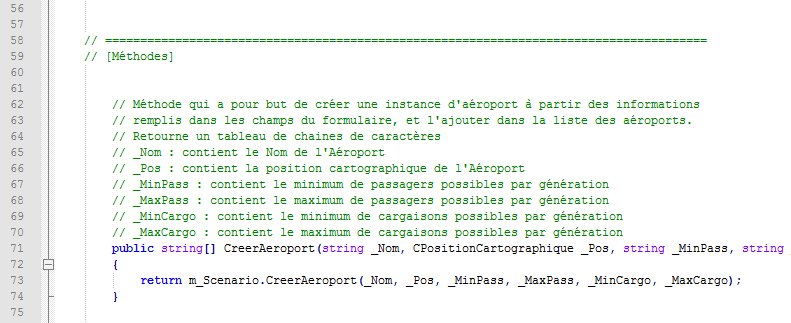 56
57
58 // ======================================================================================
59 // [Méthodes]
60
61
62 // Méthode qui a pour but de créer une instance d'aéroport à partir des informations
63 // remplis dans les champs du formulaire, et l'ajouter dans la liste des aéroports.
64 // Retourne un tableau de chaines de caractères
65 // _Nom : contient le Nom de l'Aéroport
66 // _Pos : contient la position cartographique de l'Aéroport
67 // _MinPass : contient le minimum de passagers possibles par génération
68 // _MaxPass : contient le maximum de passagers possibles par génération
69 // _MinCargo : contient le minimum de cargaisons possibles par génération
70 // _MaxCargo : contient le maximum de cargaisons possibles par génération
71 public string[] CreerAeroport(string _Nom, CPositionCartographique _Pos, string _MinPass, string
72 {
73 return m_Scenario.CreerAeroport(_Nom, _Pos, _MinPass, _MaxPass, _MinCargo, _MaxCargo);
74 }
75